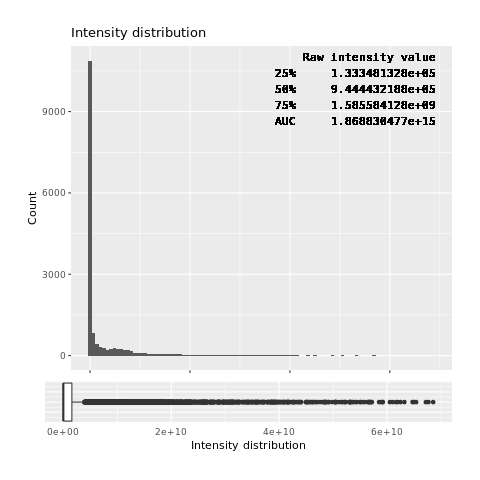 Intensity distribution
Raw intensity value
25% 1.333481328e+05
50% 9.444432188e+05
75% 1.585584128e+09
AUC 1.868830477e+15
9000
6000
3000
0
Count
0e+00 2e+10 4e+10 6e+10
Intensity distribution